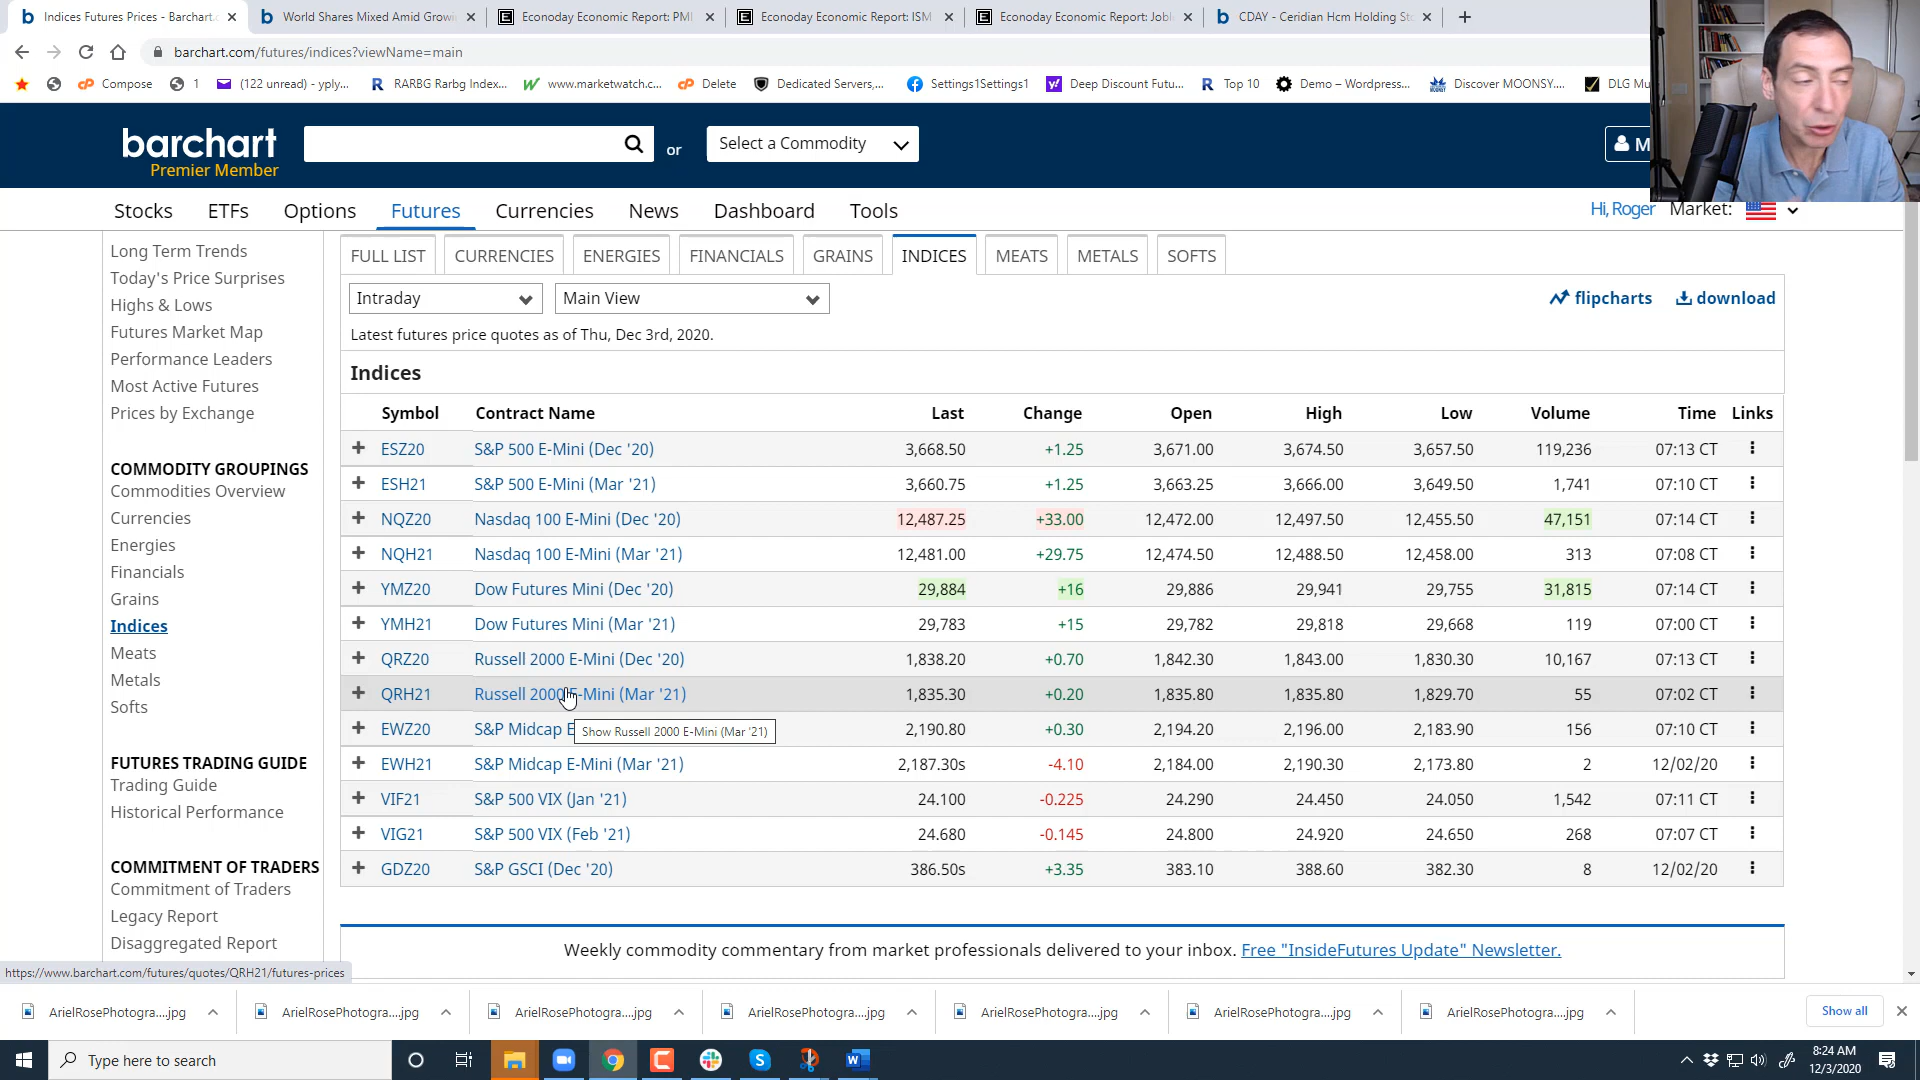 Indices Futures Prices - Barchart.c
World Shares Mixed Amid Growi
Econoday Economic Report: PMI
Econoday Economic Report: ISM
Econoday Economic Report: Jobl
CDAY - Ceridian Hcm Holding Sto
barchart.com/futures/indices?viewName=main
Compose
1
(122 unread) - yply...
RARBG Rarbg Index...
www.marketwatch.c...
Delete
Dedicated Servers,...
Settings1Settings1
Deep Discount Futu...
Top 10
Demo – Wordpress...
Discover MOONSY....
DLG Mu
barchart
Premier Member
or
Select a Commodity
M
Stocks
ETFs
Options
Futures
Currencies
News
Dashboard
Tools
Hi, Roger
Market:
Long Term Trends
Today's Price Surprises
Highs & Lows
Futures Market Map
Performance Leaders
Most Active Futures
Prices by Exchange
COMMODITY GROUPINGS
Commodities Overview
Currencies
Energies
Financials
Grains
Indices
Meats
Metals
Softs
FUTURES TRADING GUIDE
Trading Guide
Historical Performance
COMMITMENT OF TRADERS
Commitment of Traders
Legacy Report
Disaggregated Report
FULL LIST
CURRENCIES
ENERGIES
FINANCIALS
GRAINS
INDICES
MEATS
METALS
SOFTS
Intraday
Main View
flipcharts
download
Latest futures price quotes as of Thu, Dec 3rd, 2020.
Indices
Symbol Contract Name Last Change Open High Low Volume Time Links
ESZ20 S&P 500 E-Mini (Dec '20) 3,668.50 +1.25 3,671.00 3,674.50 3,657.50 119,236 07:13 CT
ESH21 S&P 500 E-Mini (Mar '21) 3,660.75 +1.25 3,663.25 3,666.00 3,649.50 1,741 07:10 CT
NQZ20 Nasdaq 100 E-Mini (Dec '20) 12,487.25 +33.00 12,472.00 12,497.50 12,455.50 47,151 07:14 CT
NQH21 Nasdaq 100 E-Mini (Mar '21) 12,481.00 +29.75 12,474.50 12,488.50 12,458.00 313 07:08 CT
YMZ20 Dow Futures Mini (Dec '20) 29,884 +16 29,886 29,941 29,755 31,815 07:14 CT
YMH21 Dow Futures Mini (Mar '21) 29,783 +15 29,782 29,818 29,668 119 07:00 CT
QRZ20 Russell 2000 E-Mini (Dec '20) 1,838.20 +0.70 1,842.30 1,843.00 1,830.30 10,167 07:13 CT
QRH21 Russell 2000 E-Mini (Mar '21) 1,835.30 +0.20 1,835.80 1,835.80 1,829.70 55 07:02 CT
EWZ20 S&P Midcap E 2,190.80 +0.30 2,194.20 2,196.00 2,183.90 156 07:10 CT
Show Russell 2000 E-Mini (Mar '21)
EWH21 S&P Midcap E-Mini (Mar '21) 2,187.30s -4.10 2,184.00 2,190.30 2,173.80 2 12/02/20
VIF21 S&P 500 VIX (Jan '21) 24.100 -0.225 24.290 24.450 24.050 1,542 07:11 CT
VIG21 S&P 500 VIX (Feb '21) 24.680 -0.145 24.800 24.920 24.650 268 07:07 CT
GDZ20 S&P GSCI (Dec '20) 386.50s +3.35 383.10 388.60 382.30 8 12/02/20
Weekly commodity commentary from market professionals delivered to your inbox. Free "InsideFutures Update" Newsletter.
https://www.barchart.com/futures/quotes/QRH21/futures-prices
ArielRosePhotogra....jpg
ArielRosePhotogra....jpg
ArielRosePhotogra....jpg
ArielRosePhotogra....jpg
ArielRosePhotogra....jpg
ArielRosePhotogra....jpg
ArielRosePhotogra....jpg
Show all
Type here to search
8:24 AM
12/3/2020